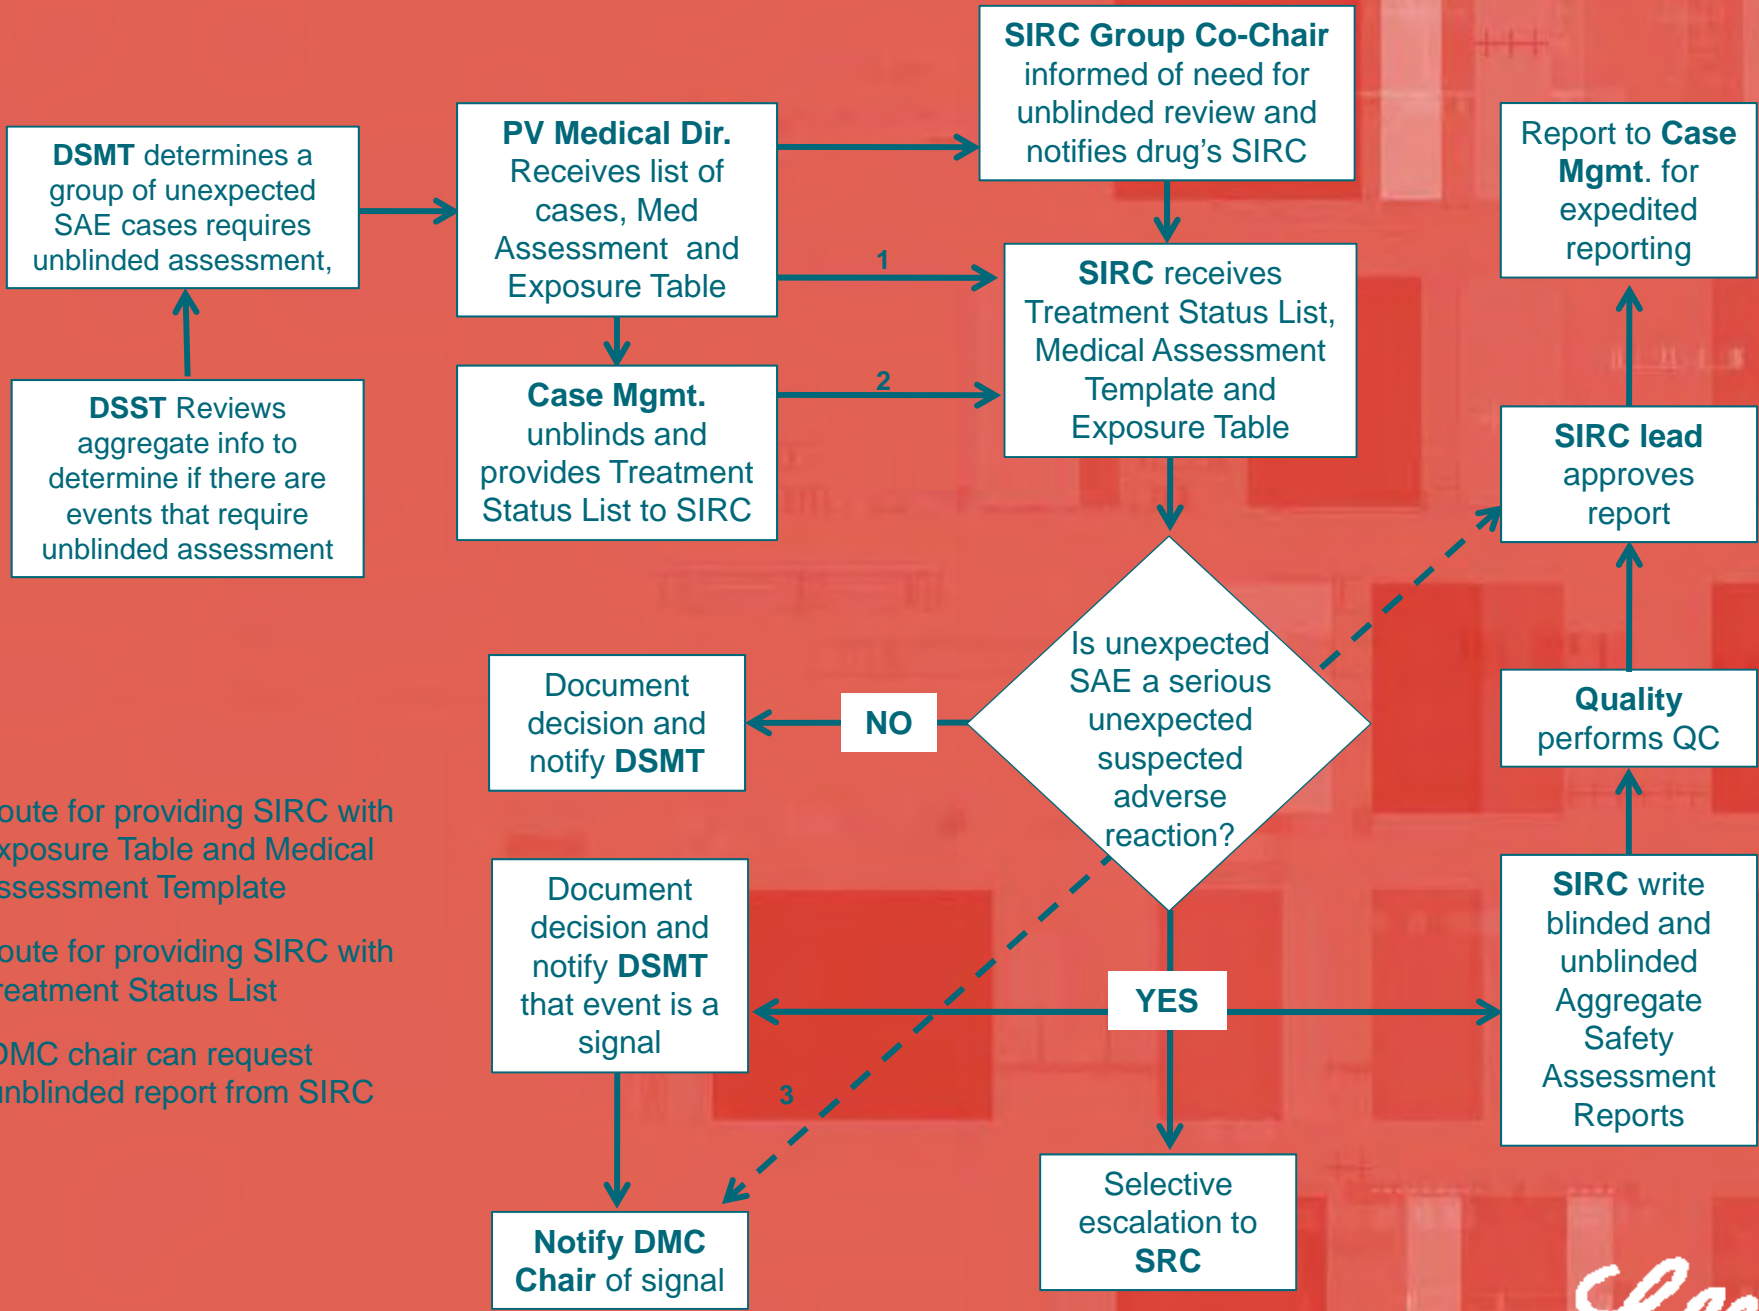 SIRC Group Co-Chair
informed of need for
unblinded review and
notifies drug's SIRC
PV Medical Dir.
Receives list of
cases, Med
Assessment and
Exposure Table
DSMT determines a
group of unexpected
SAE cases requires
unblinded assessment,
Report to Case
Mgmt. for
expedited
reporting
1
SIRC receives
Treatment Status List,
Medical Assessment
Template and
Exposure Table
DSST Reviews
aggregate info to
determine if there are
events that require
unblinded assessment
Case Mgmt.
unblinds and
provides Treatment
Status List to SIRC
2
SIRC lead
approves
report
Is unexpected
SAE a serious
unexpected
suspected
adverse
reaction?
Document
decision and
notify DSMT
NO
Quality
performs QC
oute for providing SIRC with
xposure Table and Medical
ssessment Template
oute for providing SIRC with
reatment Status List
DMC chair can request
unblinded report from SIRC
Document
decision and
notify DSMT
that event is a
signal
YES
SIRC write
blinded and
unblinded
Aggregate
Safety
Assessment
Reports
3
Notify DMC
Chair of signal
Selective
escalation to
SRC